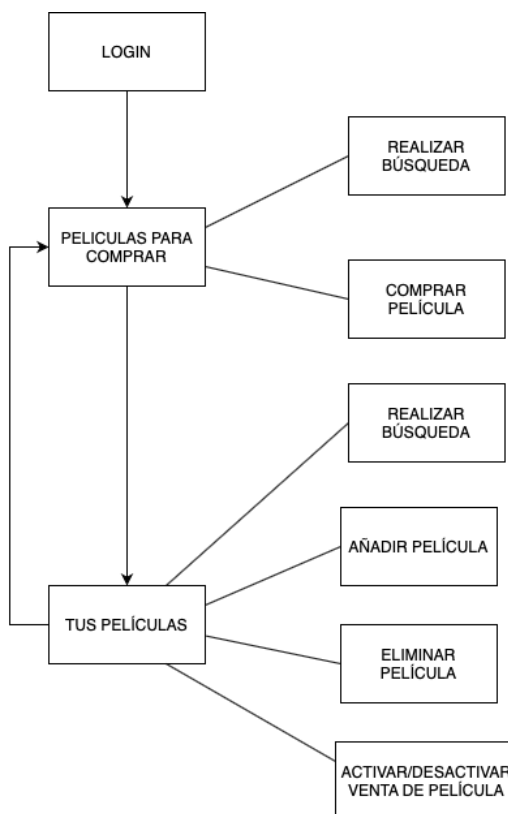 LOGIN
REALIZAR
BÚSQUEDA
PELICULAS PARA
COMPRAR
COMPRAR
PELÍCULA
REALIZAR
BÚSQUEDA
AÑADIR PELÍCULA
TUS PELÍCULAS
ELIMINAR
PELÍCULA
ACTIVAR/DESACTIVAR
VENTA DE PELÍCULA